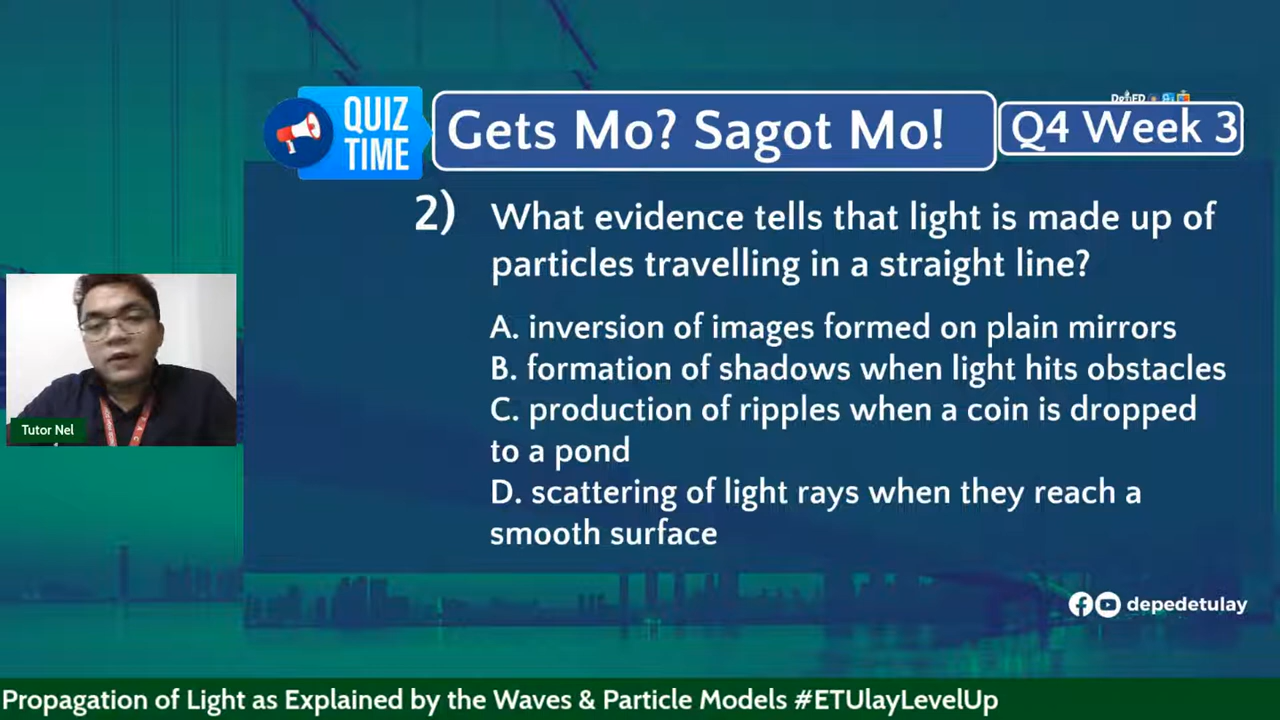 QUIZ
TIME
Gets Mo? Sagot Mo!
DepED
Q4 Week 3
2) What evidence tells that light is made up of
particles travelling in a straight line?
A. inversion of images formed on plain mirrors
B. formation of shadows when light hits obstacles
C. production of ripples when a coin is dropped
to a pond
D. scattering of light rays when they reach a
smooth surface
Tutor Nel
depedetulay
Propagation of Light as Explained by the Waves & Particle Models #ETUlayLevelUp